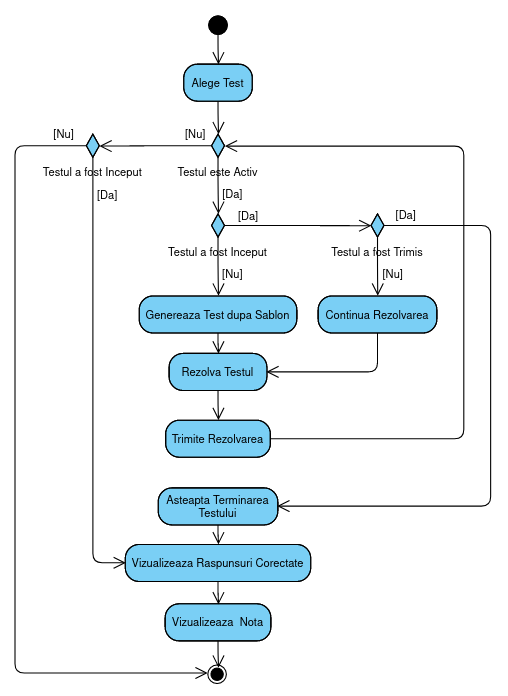 Alege Test
[Nu]
[Nu]
Testul a fost Inceput
Testul este Activ
[Da]
[Da]
[Da]
[Da]
Testul a fost Inceput
Testul a fost Trimis
[Nu]
[Nu]
Genereaza Test dupa Sablon
Continua Rezolvarea
Rezolva Testul
Trimite Rezolvarea
Asteapta Terminarea
Testului
Vizualizeaza Raspunsuri Corectate
Vizualizeaza Nota